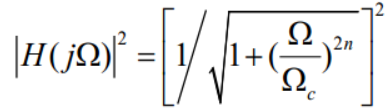 |H(jΩ)|² = [1/√(1+(Ω/Ω_c)^{2n})]²